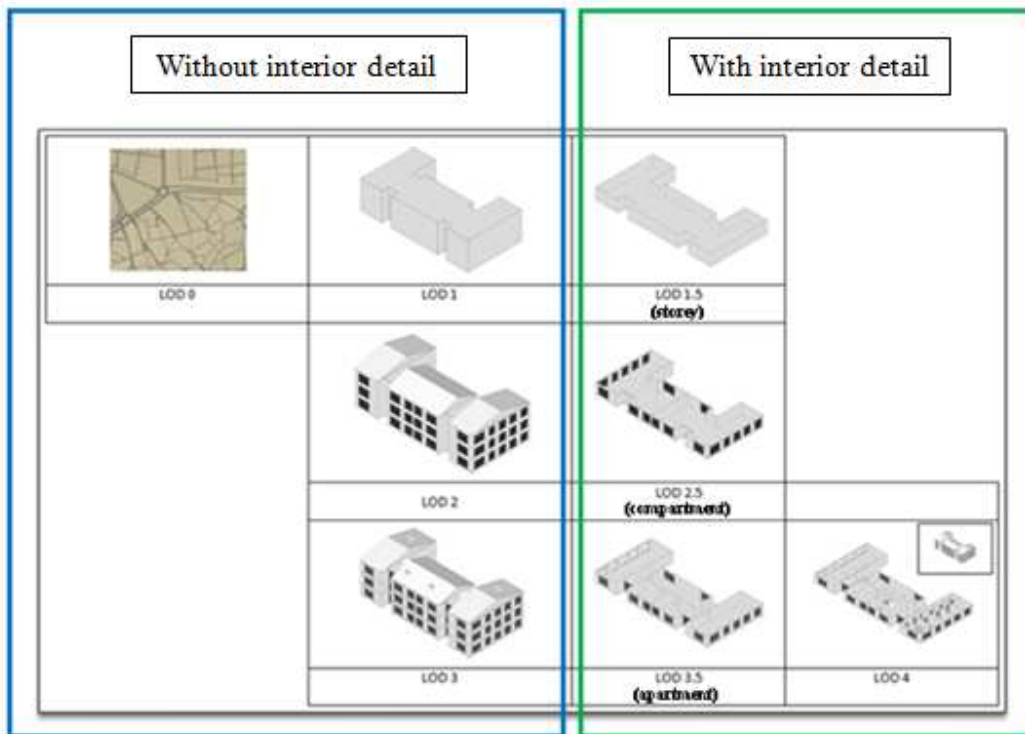 Without interior detail
With interior detail
LOD 0
LOD 1
LOD 1.5
(storey)
LOD 2
LOD 2.5
(compartment)
LOD 3
LOD 3.5
(apartment)
LOD 4